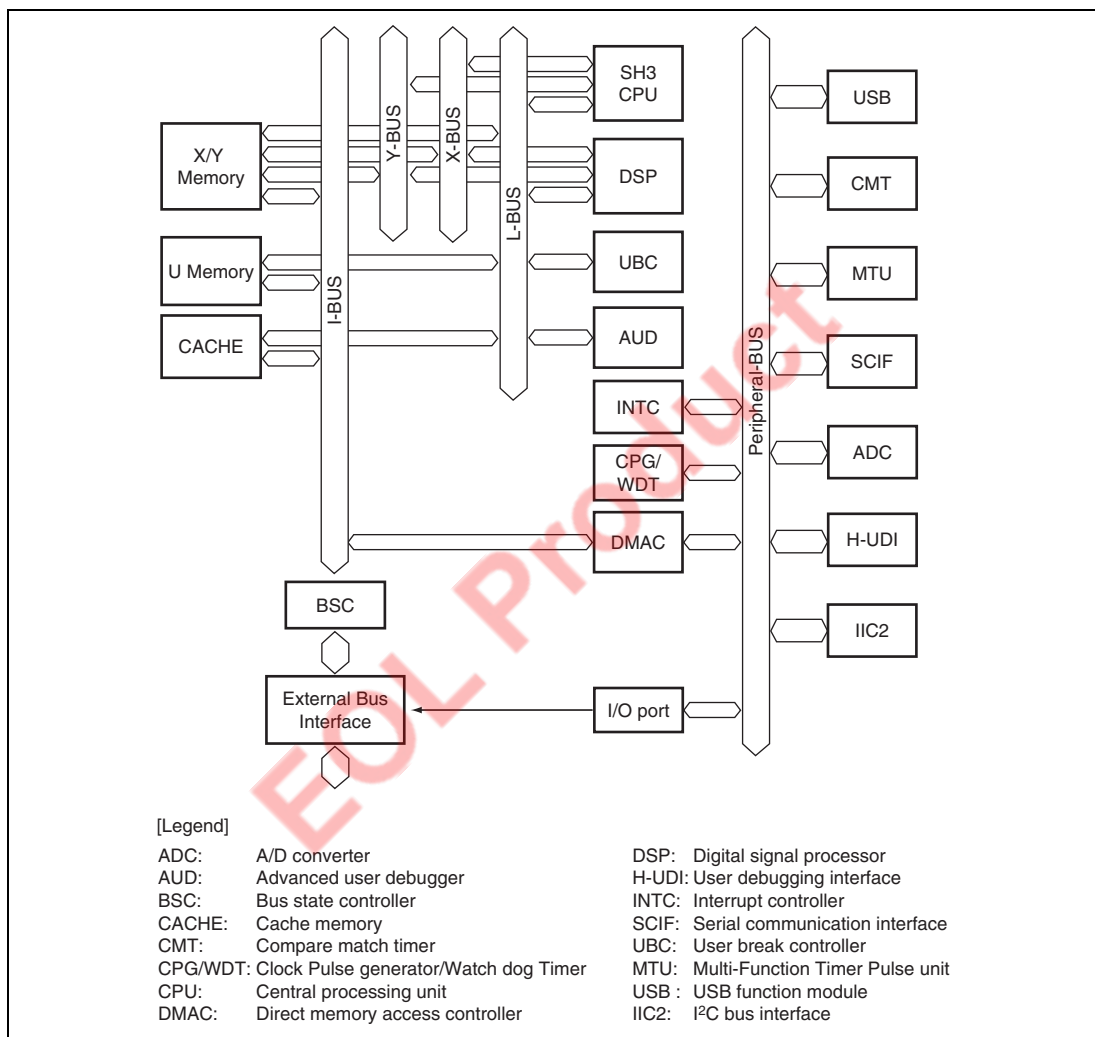 SH3
CPU
USB
X/Y
Memory
Y-BUS
X-BUS
DSP
CMT
L-BUS
U Memory
I-BUS
UBC
MTU
CACHE
AUD
Peripheral-BUS
SCIF
INTC
CPG/
WDT
ADC
DMAC
H-UDI
BSC
IIC2
External Bus
Interface
I/O port
EOL Product
[Legend]
ADC: A/D converter
AUD: Advanced user debugger
BSC: Bus state controller
CACHE: Cache memory
CMT: Compare match timer
CPG/WDT: Clock Pulse generator/Watch dog Timer
CPU: Central processing unit
DMAC: Direct memory access controller
DSP: Digital signal processor
H-UDI: User debugging interface
INTC: Interrupt controller
SCIF: Serial communication interface
UBC: User break controller
MTU: Multi-Function Timer Pulse unit
USB : USB function module
IIC2: I²C bus interface